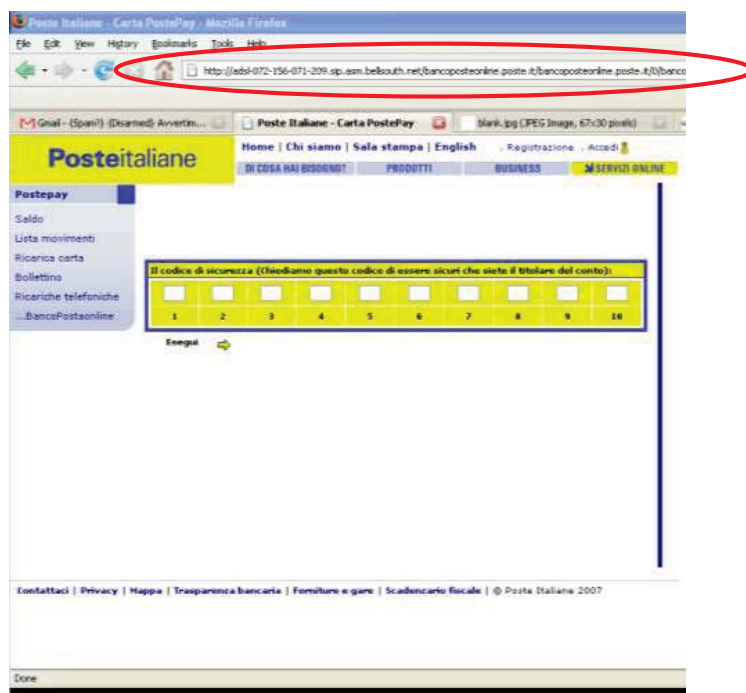 Poste Italiane - Carta PostePay - Mozilla Firefox
File Edit View History Bookmarks Tools Help
http://adsl-072-156-071-209.sip.asm.bellsouth.net/bancoposteonline.poste.it/bancoposteonline.poste.it/0/banco
Gmail - (Spam?) (Disarmed) Avvertim...
Poste Italiane - Carta PostePay
blank.jpg (JPEG Image, 67x30 pixels)
Posteitaliane
Home | Chi siamo | Sala stampa | English . Registrazione . Accedi
DI COSA HAI BISOGNO? PRODOTTI BUSINESS SERVIZI ONLINE
Postepay
Saldo
Lista movimenti
Ricarica carta
Bollettino
Ricariche telefoniche
...BancoPostaonline
Il codice di sicurezza (Chiediamo questo codice di essere sicuri che siete il titolare del conto):
1 2 3 4 5 6 7 8 9 10
Esegui
Contattaci | Privacy | Mappa | Trasparenza bancaria | Forniture e gare | Scadenzario fiscale | © Poste Italiane 2007
Done